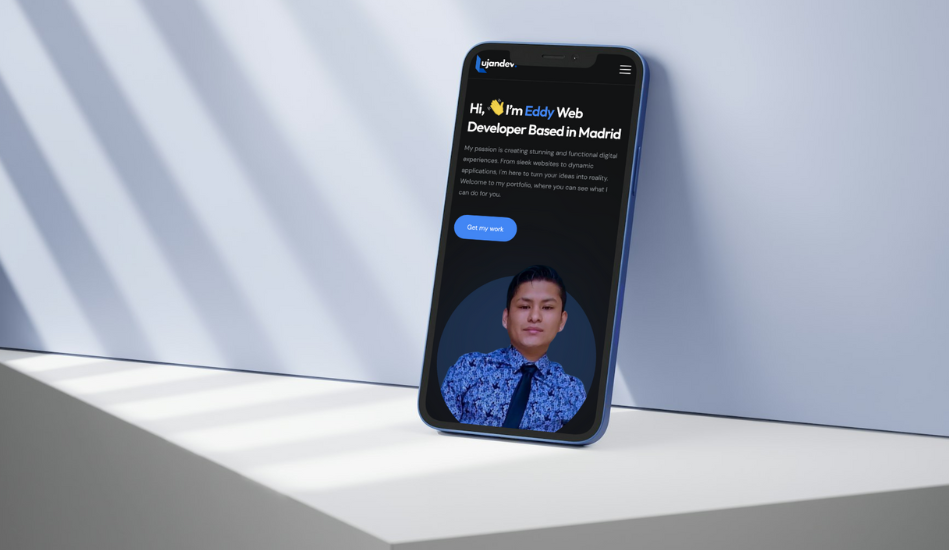 Lujandev
Hi, 👋 I'm Eddy Web
Developer Based in Madrid
My passion is creating stunning and functional digital
experiences. From sleek websites to dynamic
applications, I'm here to turn your ideas into reality.
Welcome to my portfolio, where you can see what I
can do for you.
Get my work